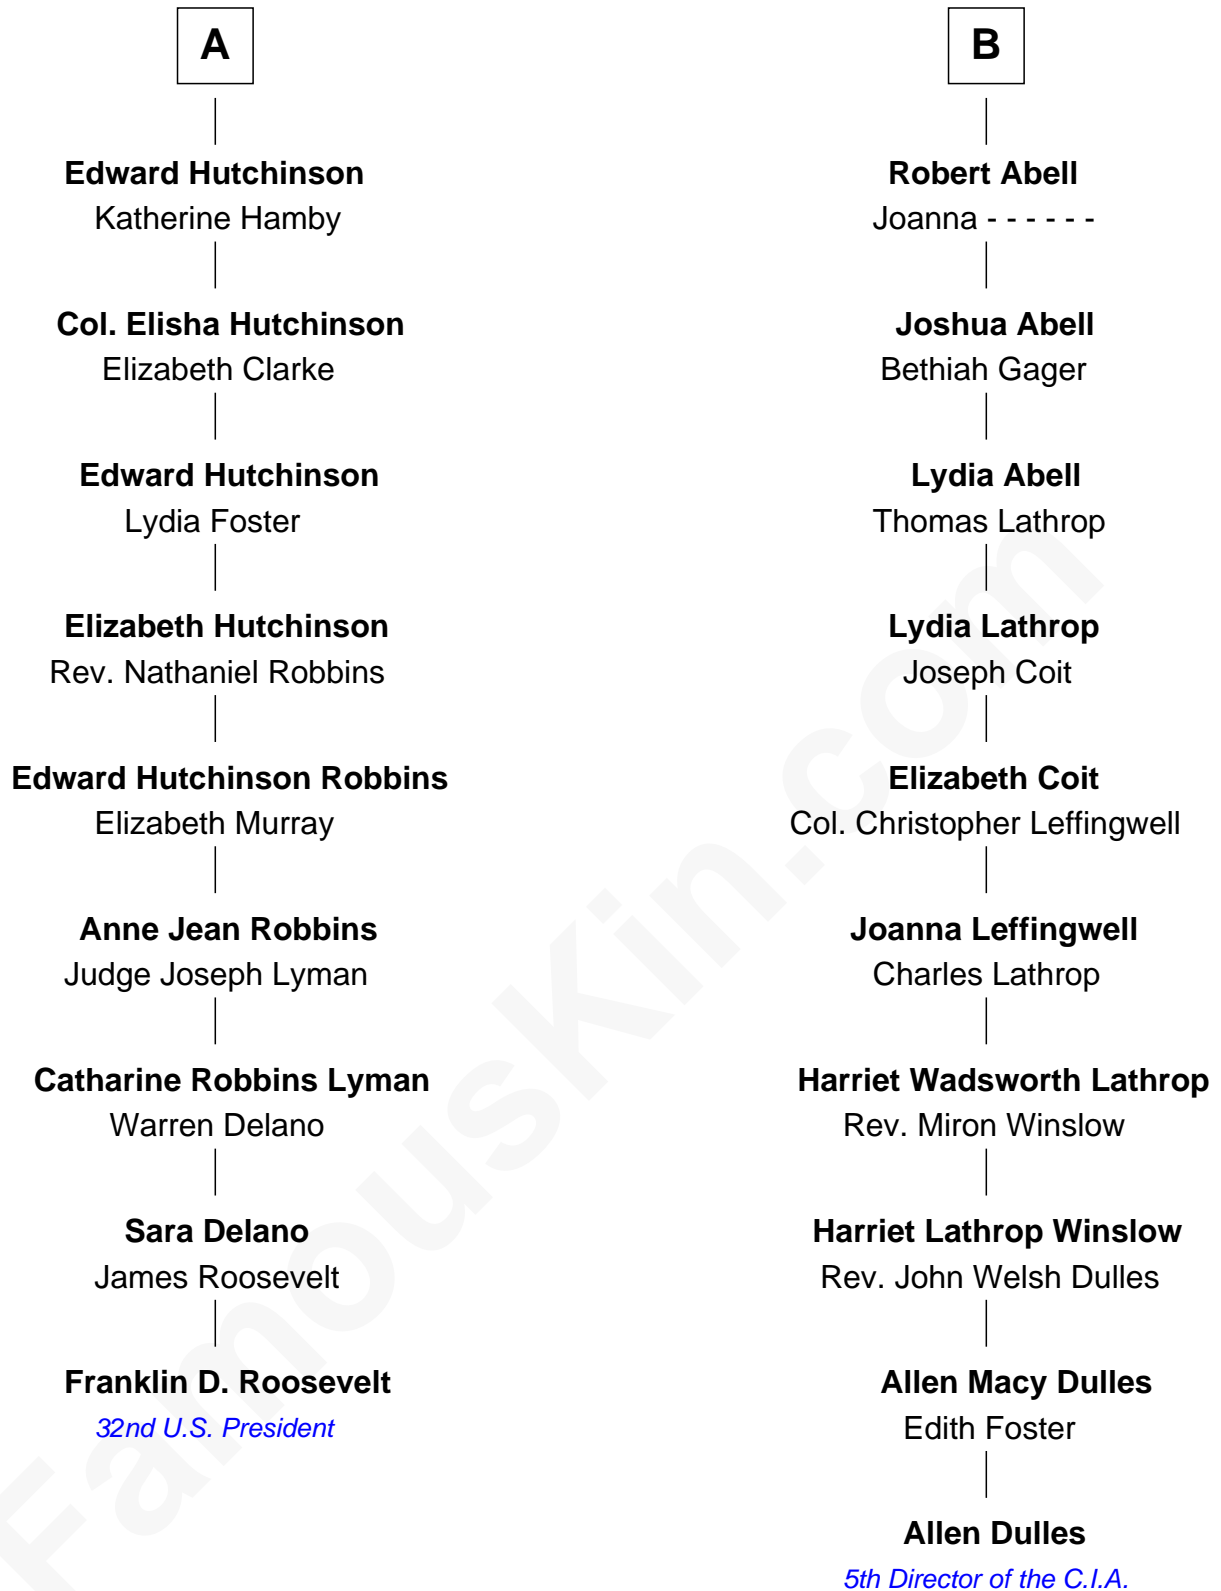 A
Edward Hutchinson
Katherine Hamby
Col. Elisha Hutchinson
Elizabeth Clarke
Edward Hutchinson
Lydia Foster
Elizabeth Hutchinson
Rev. Nathaniel Robbins
Edward Hutchinson Robbins
Elizabeth Murray
Anne Jean Robbins
Judge Joseph Lyman
Catharine Robbins Lyman
Warren Delano
Sara Delano
James Roosevelt
Franklin D. Roosevelt
32nd U.S. President
B
Robert Abell
Joanna - - - - - -
Joshua Abell
Bethiah Gager
Lydia Abell
Thomas Lathrop
Lydia Lathrop
Joseph Coit
Elizabeth Coit
Col. Christopher Leffingwell
Joanna Leffingwell
Charles Lathrop
Harriet Wadsworth Lathrop
Rev. Miron Winslow
Harriet Lathrop Winslow
Rev. John Welsh Dulles
Allen Macy Dulles
Edith Foster
Allen Dulles
5th Director of the C.I.A.
FamousKin.com